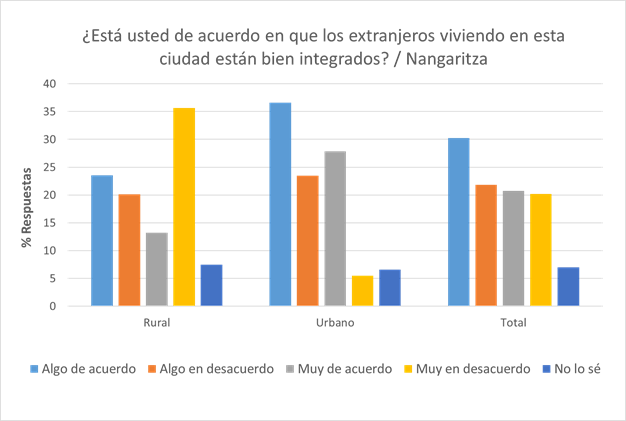 ¿Está usted de acuerdo en que los extranjeros viviendo en esta
ciudad están bien integrados? / Nangaritza
% Respuestas
40
35
30
25
20
15
10
5
0
Rural Urbano Total
Algo de acuerdo Algo en desacuerdo Muy de acuerdo Muy en desacuerdo No lo sé